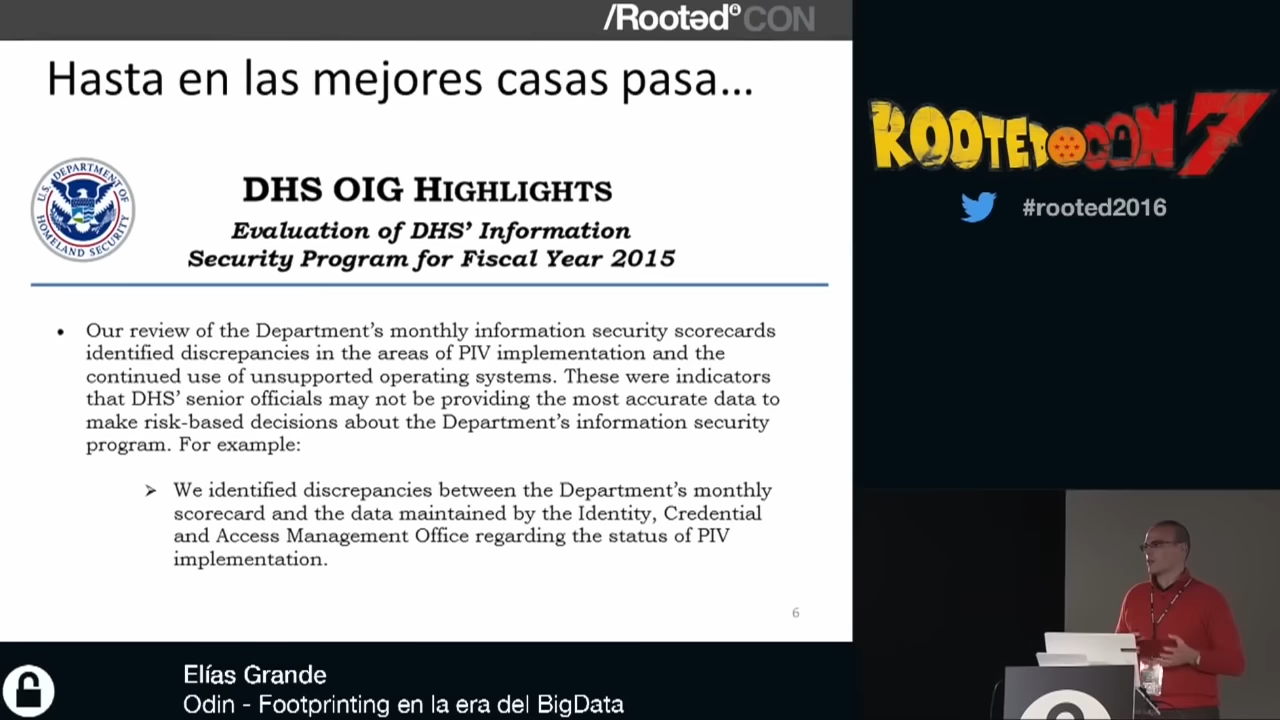 /RootedCON
Hasta en las mejores casas pasa...
U.S. DEPARTMENT OF
HOMELAND SECURITY
DHS OIG HIGHLIGHTS
Evaluation of DHS' Information
Security Program for Fiscal Year 2015
• Our review of the Department's monthly information security scorecards
identified discrepancies in the areas of PIV implementation and the
continued use of unsupported operating systems. These were indicators
that DHS' senior officials may not be providing the most accurate data to
make risk-based decisions about the Department's information security
program. For example:
➢ We identified discrepancies between the Department's monthly
scorecard and the data maintained by the Identity, Credential
and Access Management Office regarding the status of PIV
implementation.
6
ROOTED CON 7
#rooted2016
Elías Grande
Odin - Footprinting en la era del BigData